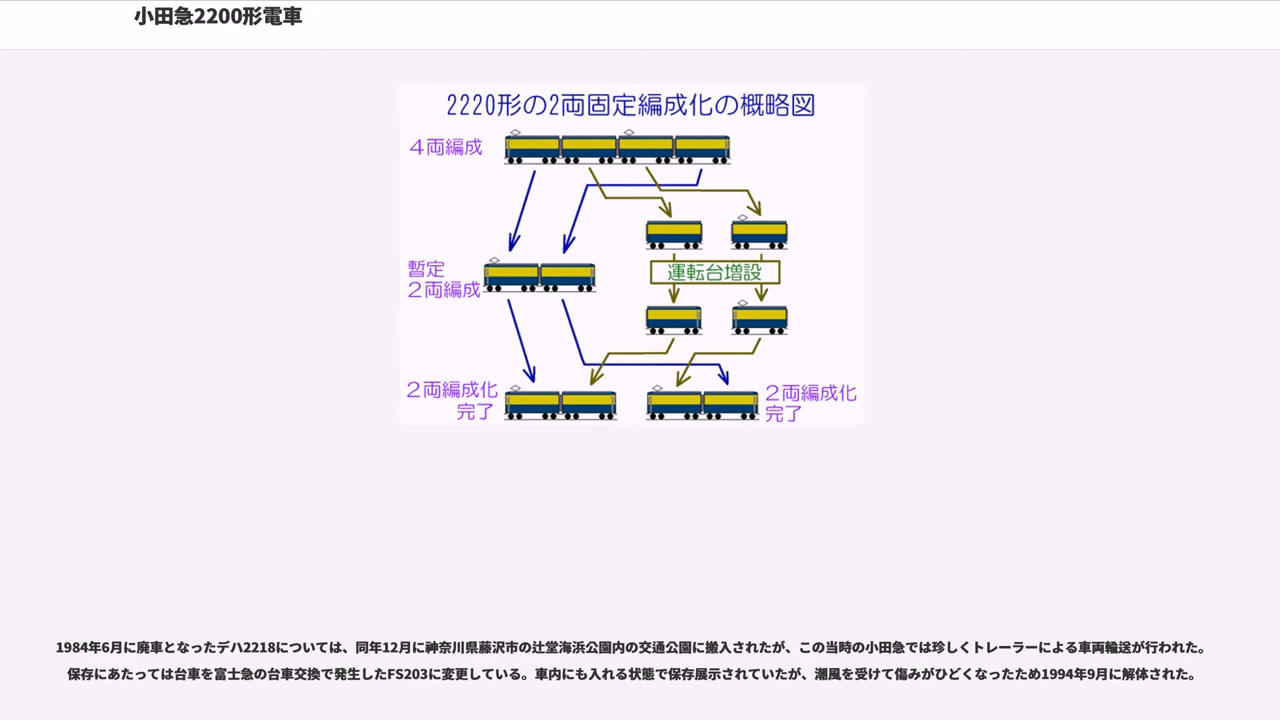 小田急2200形電車
2220形の2両固定編成化の概略図
４両編成
暫定
２両編成
運転台増設
２両編成化
完了
２両編成化
完了
1984年6月に廃車となったデハ2218については、同年12月に神奈川県藤沢市の辻堂海浜公園内の交通公園に搬入されたが、この当時の小田急では珍しくトレーラーによる車両輸送が行われた。
保存にあたっては台車を富士急の台車交換で発生したFS203に変更している。車内にも入れる状態で保存展示されていたが、潮風を受けて傷みがひどくなったため1994年9月に解体された。